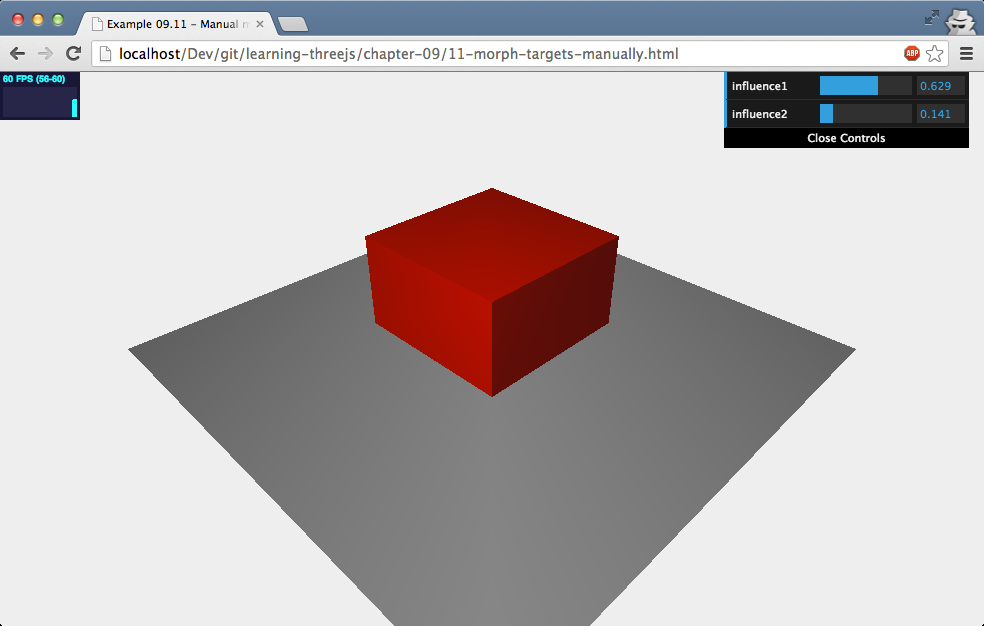 Example 09.11 – Manual m
localhost/Dev/git/learning-threejs/chapter-09/11-morph-targets-manually.html
ABP
60 FPS (56-60)
influence1 0.629
influence2 0.141
Close Controls